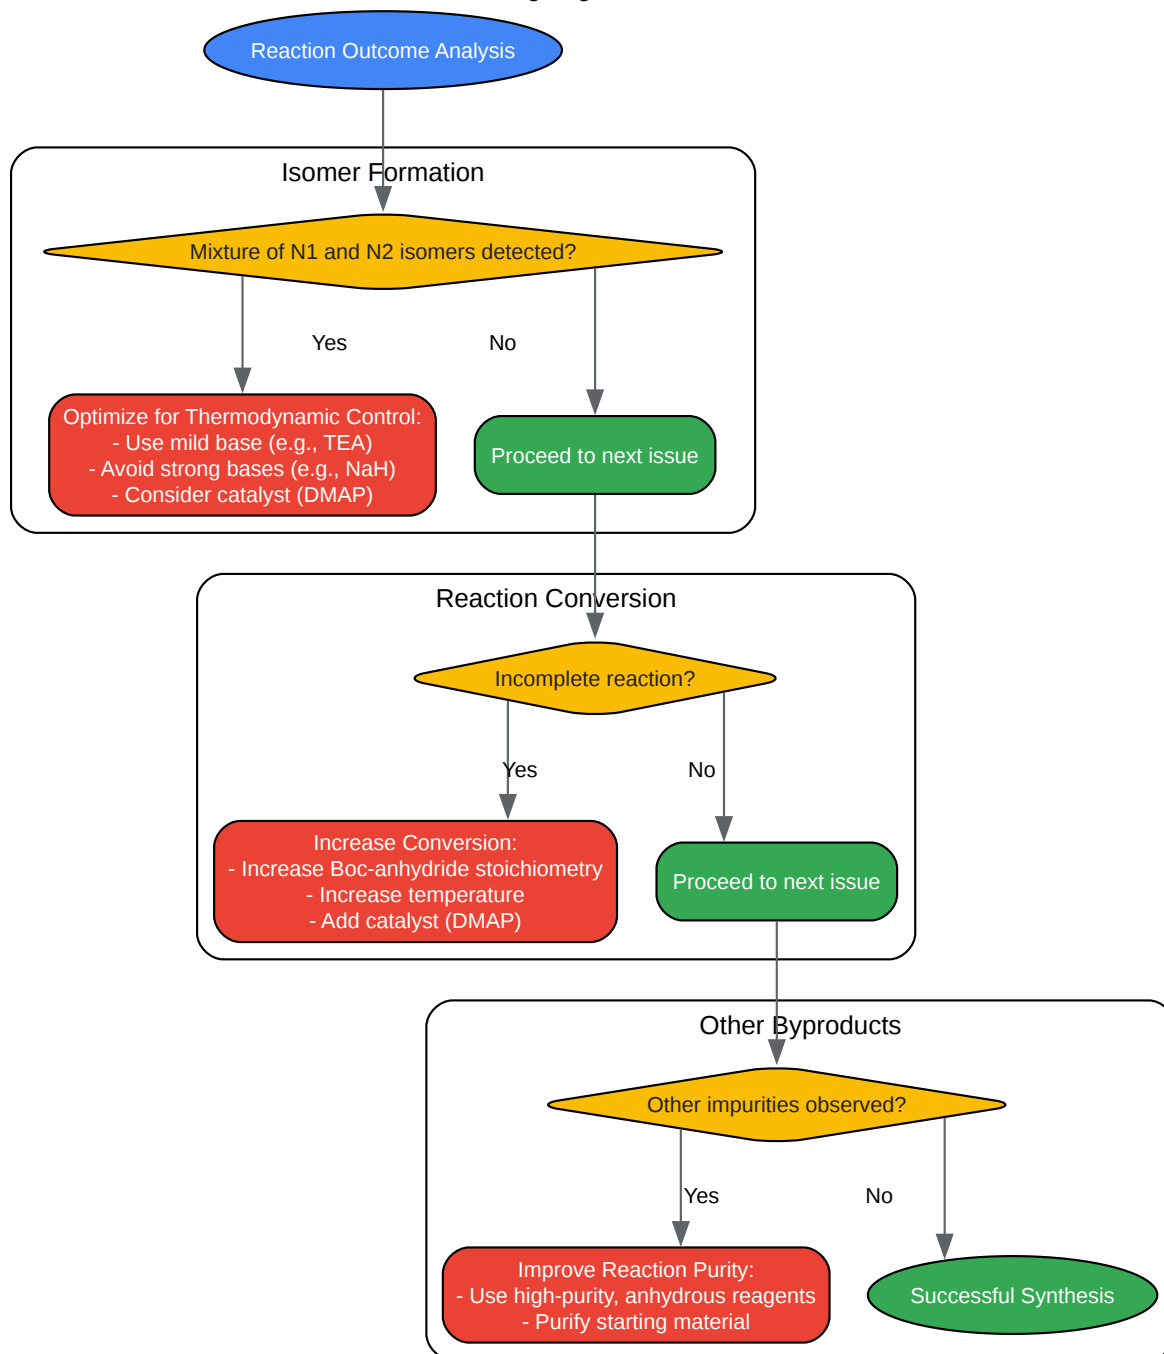 Reaction Outcome Analysis
Isomer Formation
Mixture of N1 and N2 isomers detected?
Yes
No
Optimize for Thermodynamic Control:
- Use mild base (e.g., TEA)
- Avoid strong bases (e.g., NaH)
- Consider catalyst (DMAP)
Proceed to next issue
Reaction Conversion
Incomplete reaction?
Yes
No
Increase Conversion:
- Increase Boc-anhydride stoichiometry
- Increase temperature
- Add catalyst (DMAP)
Proceed to next issue
Other Byproducts
Other impurities observed?
Yes
No
Improve Reaction Purity:
- Use high-purity, anhydrous reagents
- Purify starting material
Successful Synthesis